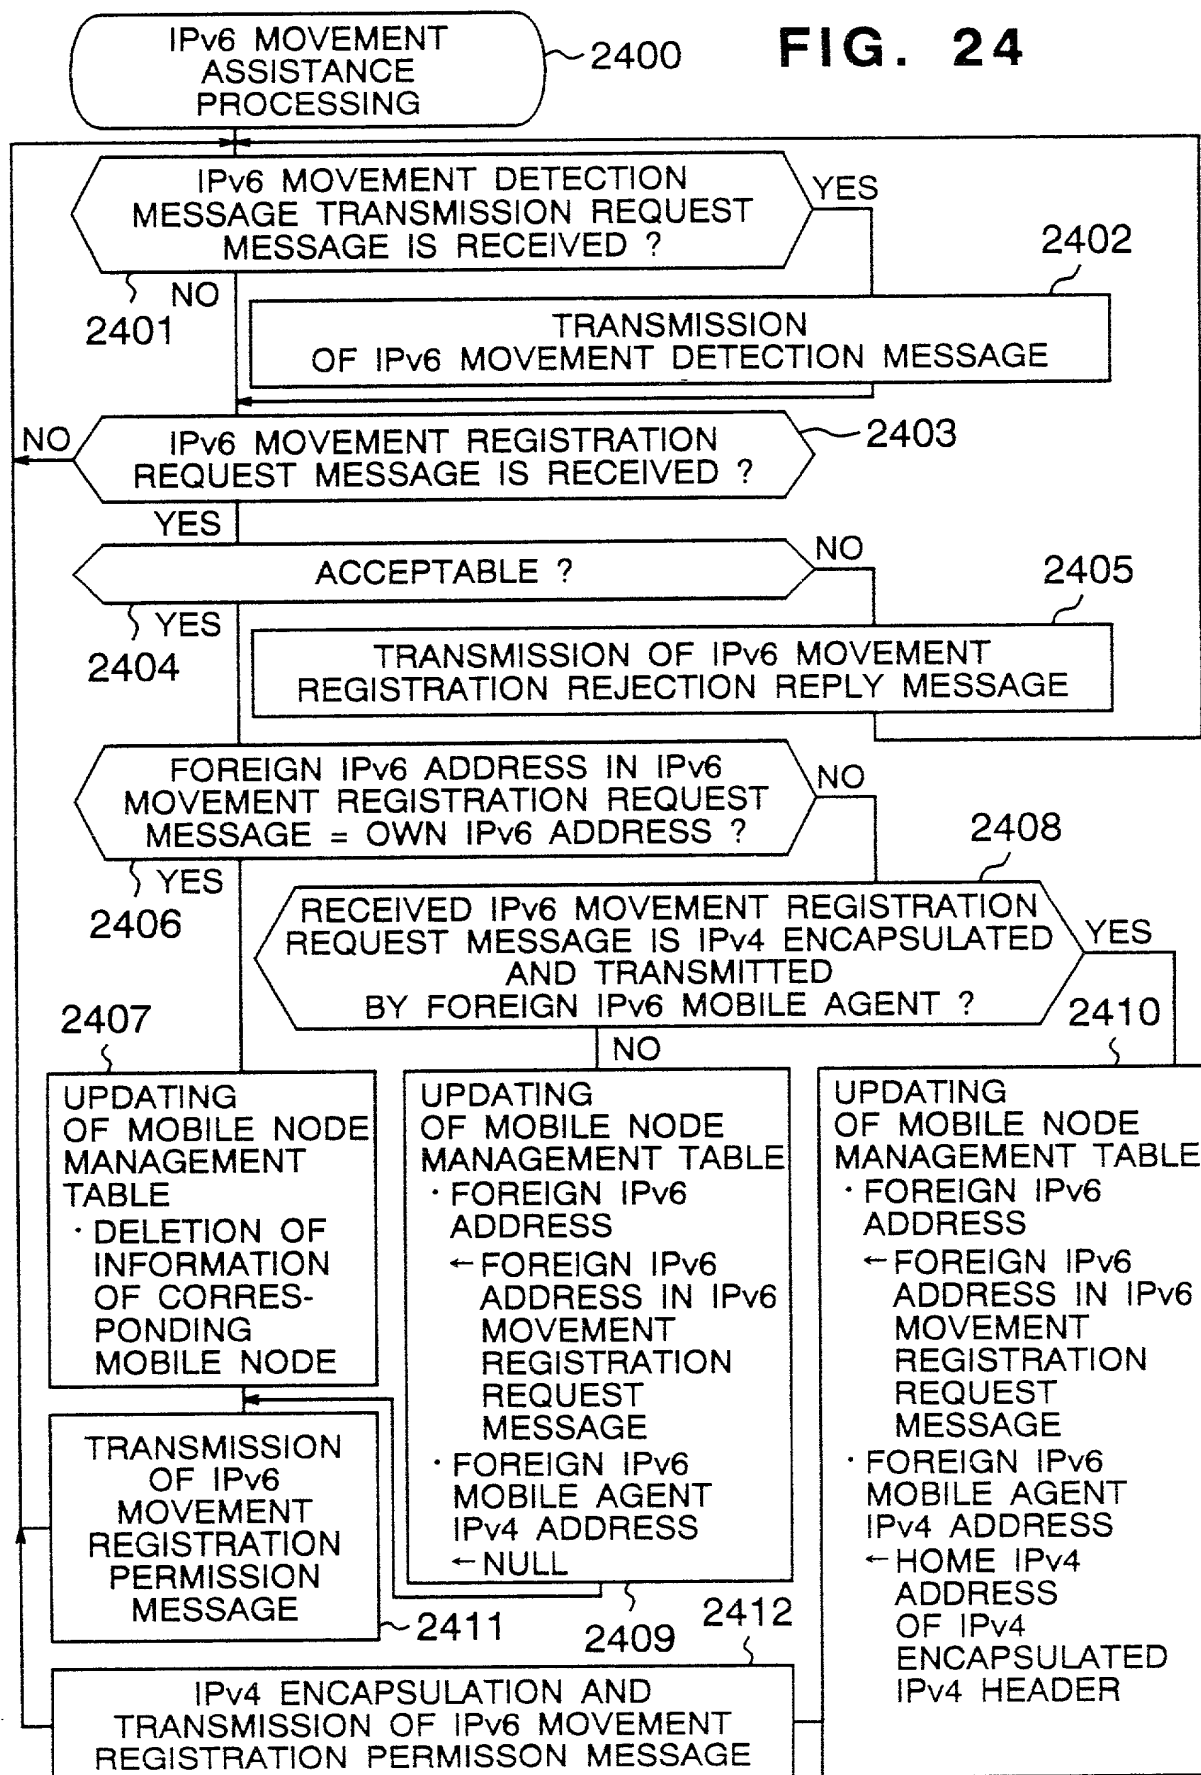 FIG. 24
IPv6 MOVEMENT
ASSISTANCE
PROCESSING
2400
IPv6 MOVEMENT DETECTION
MESSAGE TRANSMISSION REQUEST
MESSAGE IS RECEIVED ?
YES
NO
2401
2402
TRANSMISSION
OF IPv6 MOVEMENT DETECTION MESSAGE
NO
IPv6 MOVEMENT REGISTRATION
REQUEST MESSAGE IS RECEIVED ?
2403
YES
ACCEPTABLE ?
NO
YES
2404
2405
TRANSMISSION OF IPv6 MOVEMENT
REGISTRATION REJECTION REPLY MESSAGE
FOREIGN IPv6 ADDRESS IN IPv6
MOVEMENT REGISTRATION REQUEST
MESSAGE = OWN IPv6 ADDRESS ?
NO
YES
2406
2408
RECEIVED IPv6 MOVEMENT REGISTRATION
REQUEST MESSAGE IS IPv4 ENCAPSULATED
AND TRANSMITTED
BY FOREIGN IPv6 MOBILE AGENT ?
YES
NO
2407
UPDATING
OF MOBILE NODE
MANAGEMENT
TABLE
· DELETION OF
INFORMATION
OF CORRES-
PONDING
MOBILE NODE
UPDATING
OF MOBILE NODE
MANAGEMENT TABLE
· FOREIGN IPv6
ADDRESS
← FOREIGN IPv6
ADDRESS IN IPv6
MOVEMENT
REGISTRATION
REQUEST
MESSAGE
· FOREIGN IPv6
MOBILE AGENT
IPv4 ADDRESS
← NULL
2409
2410
UPDATING
OF MOBILE NODE
MANAGEMENT TABLE
· FOREIGN IPv6
ADDRESS
← FOREIGN IPv6
ADDRESS IN IPv6
MOVEMENT
REGISTRATION
REQUEST
MESSAGE
· FOREIGN IPv6
MOBILE AGENT
IPv4 ADDRESS
← HOME IPv4
ADDRESS
OF IPv4
ENCAPSULATED
IPv4 HEADER
TRANSMISSION
OF IPv6
MOVEMENT
REGISTRATION
PERMISSION
MESSAGE
2411
2412
IPv4 ENCAPSULATION AND
TRANSMISSION OF IPv6 MOVEMENT
REGISTRATION PERMISSON MESSAGE